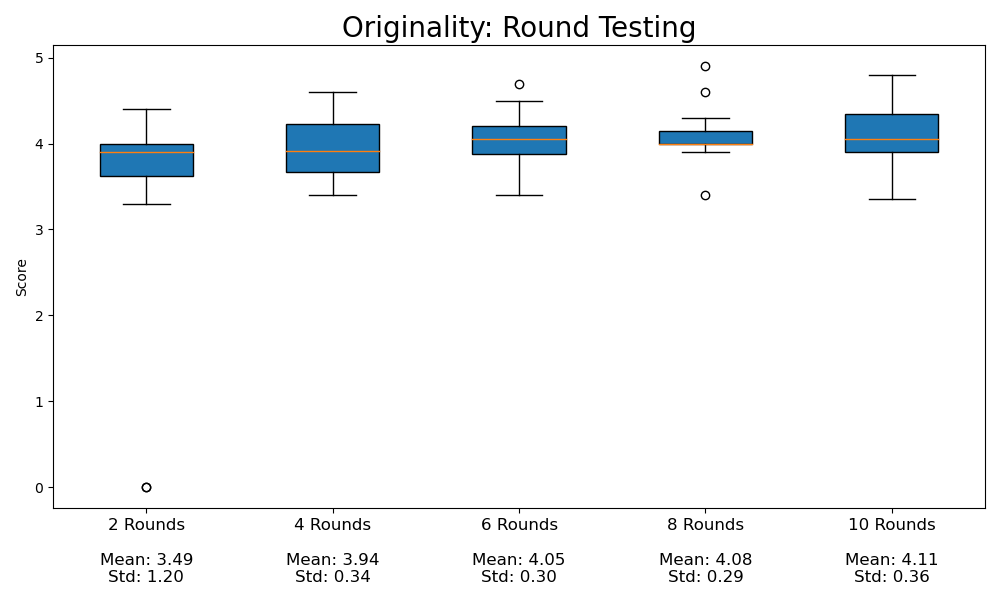 Originality: Round Testing
5
4
3
2
1
0
Score
2 Rounds 4 Rounds 6 Rounds 8 Rounds 10 Rounds
Mean: 3.49 Mean: 3.94 Mean: 4.05 Mean: 4.08 Mean: 4.11
Std: 1.20 Std: 0.34 Std: 0.30 Std: 0.29 Std: 0.36